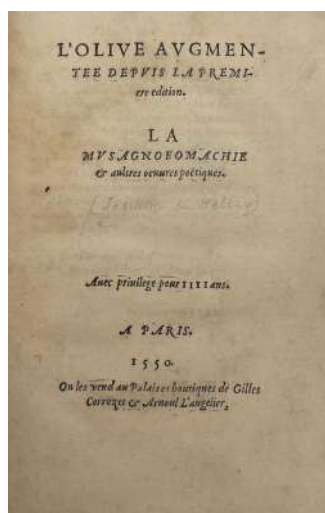 L'OLIVE AVGMEN-
TEE DEPVIS LA PREMI-
ere edition.
LA
MVSAGNOEOMACHIE
& aultres oeuures poëtiques.
Auec priuilege pour IIII ans.
A PARIS.
1550.
On les vend au Palais es boutiques de Gilles
Corrozet & Arnoul L'angelier.